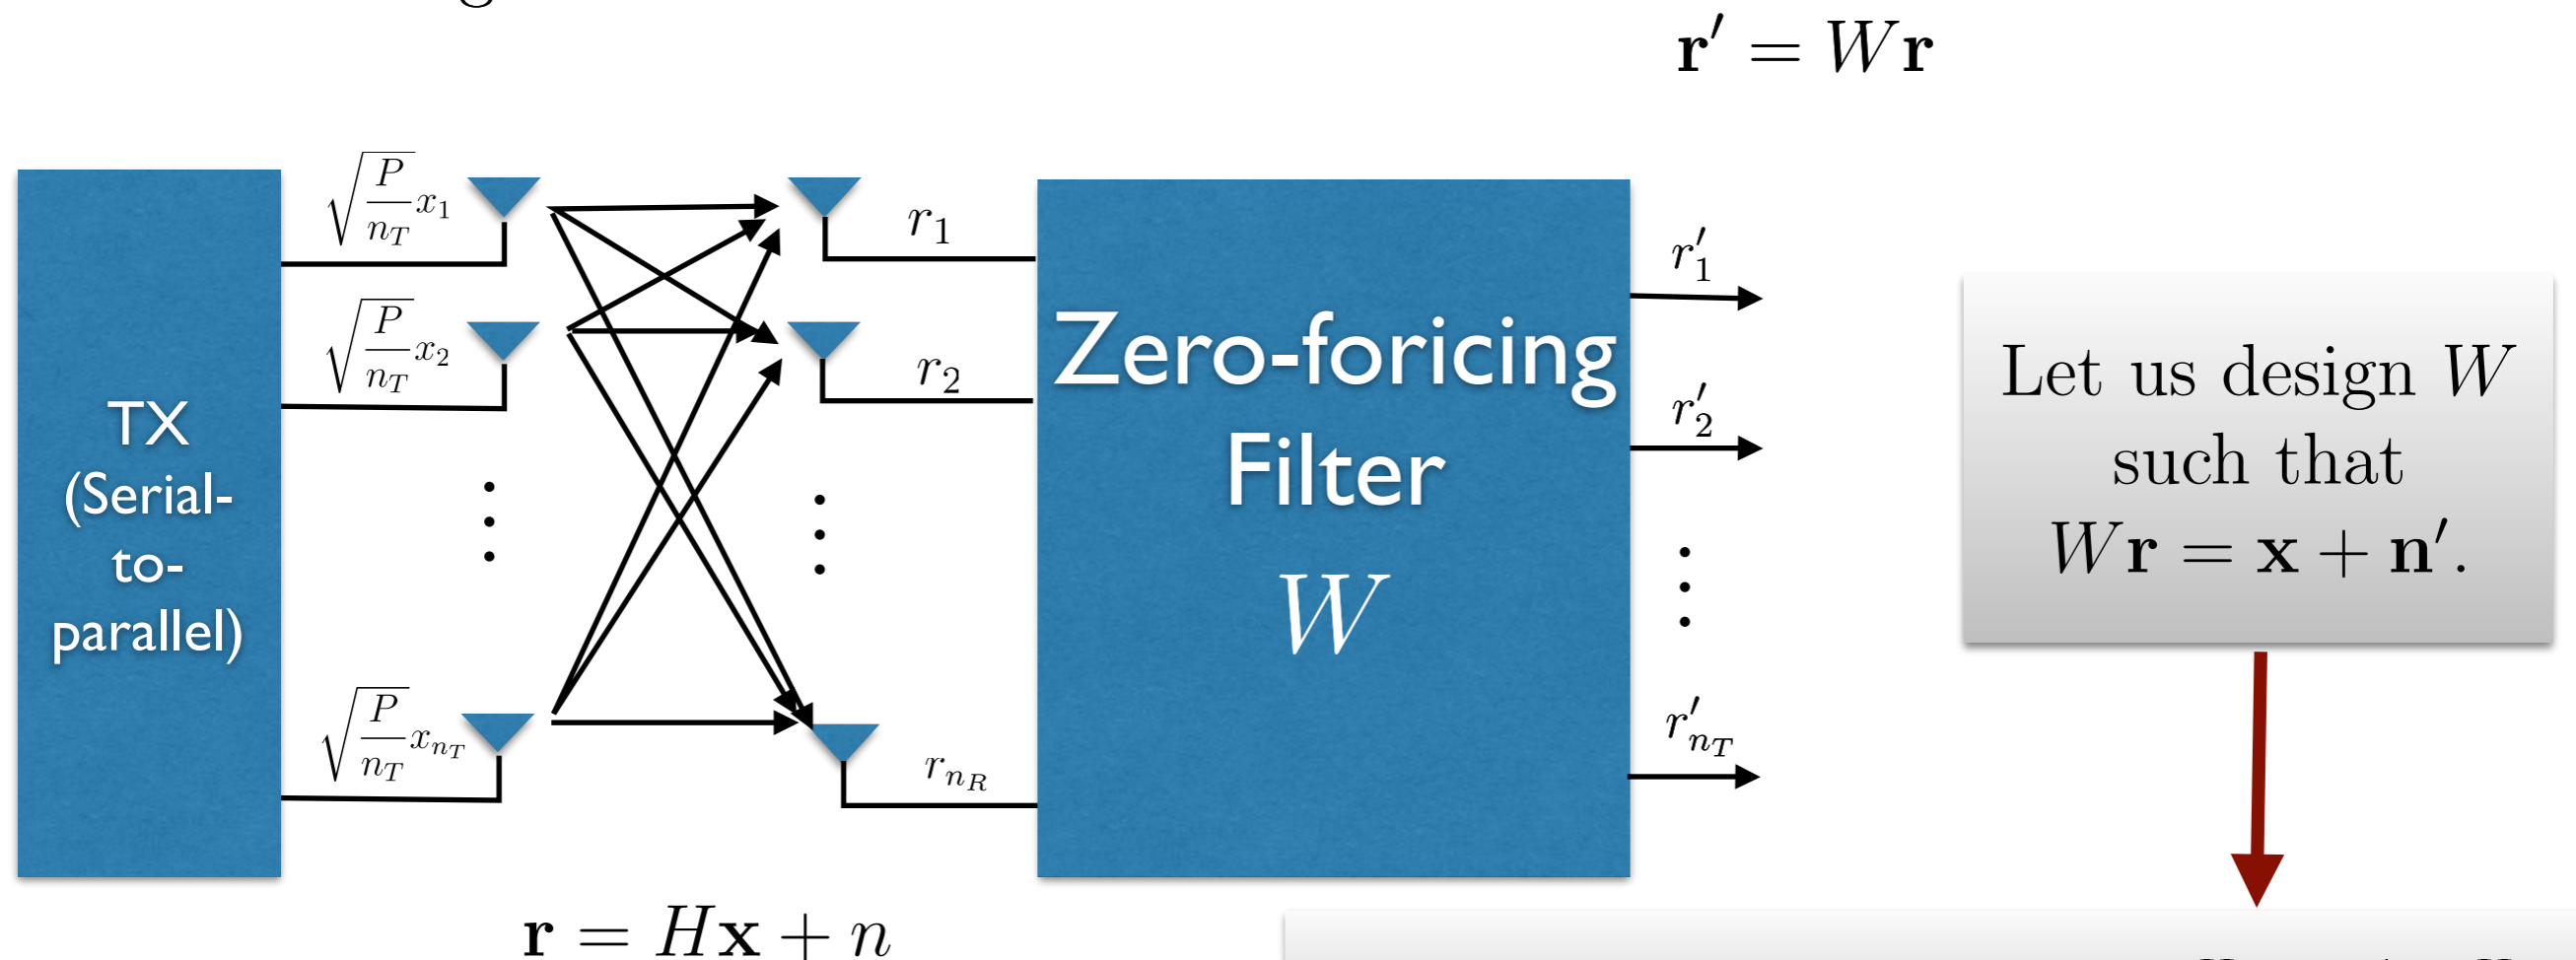 r′ = Wr
√(P/n_T) x_1
r_1
r′_1
√(P/n_T) x_2
r_2
r′_2
TX
(Serial-
to-
parallel)
Zero-foricing
Filter
W
Let us design W
such that
Wr = x + n′.
√(P/n_T) x_{n_T}
r_{n_R}
r′_{n_T}
r = Hx + n